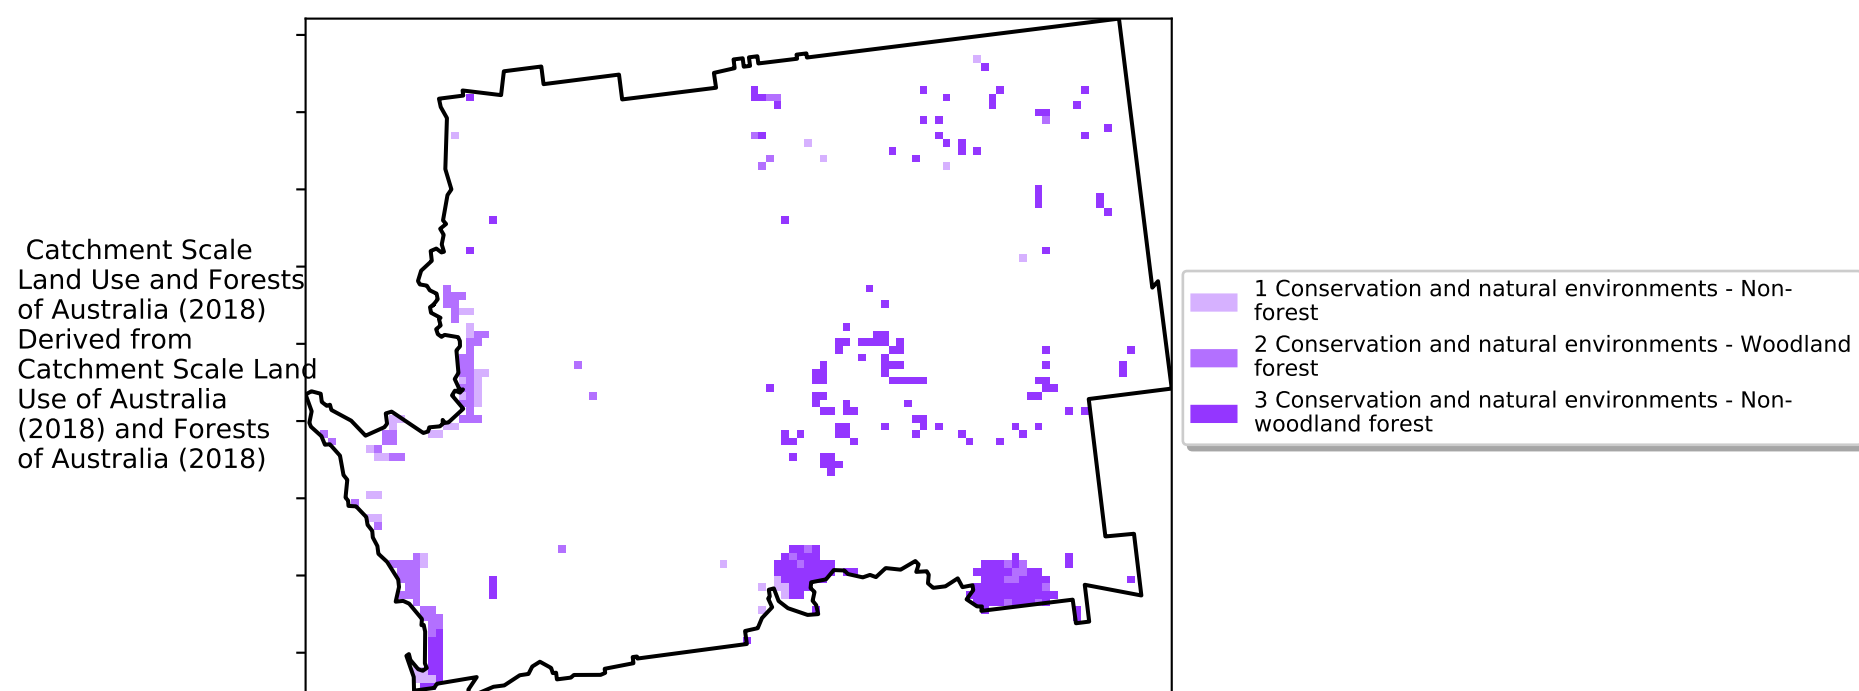 Catchment Scale
Land Use and Forests
of Australia (2018)
Derived from
Catchment Scale Land
Use of Australia
(2018) and Forests
of Australia (2018)
1 Conservation and natural environments - Non-
forest
2 Conservation and natural environments - Woodland
forest
3 Conservation and natural environments - Non-
woodland forest